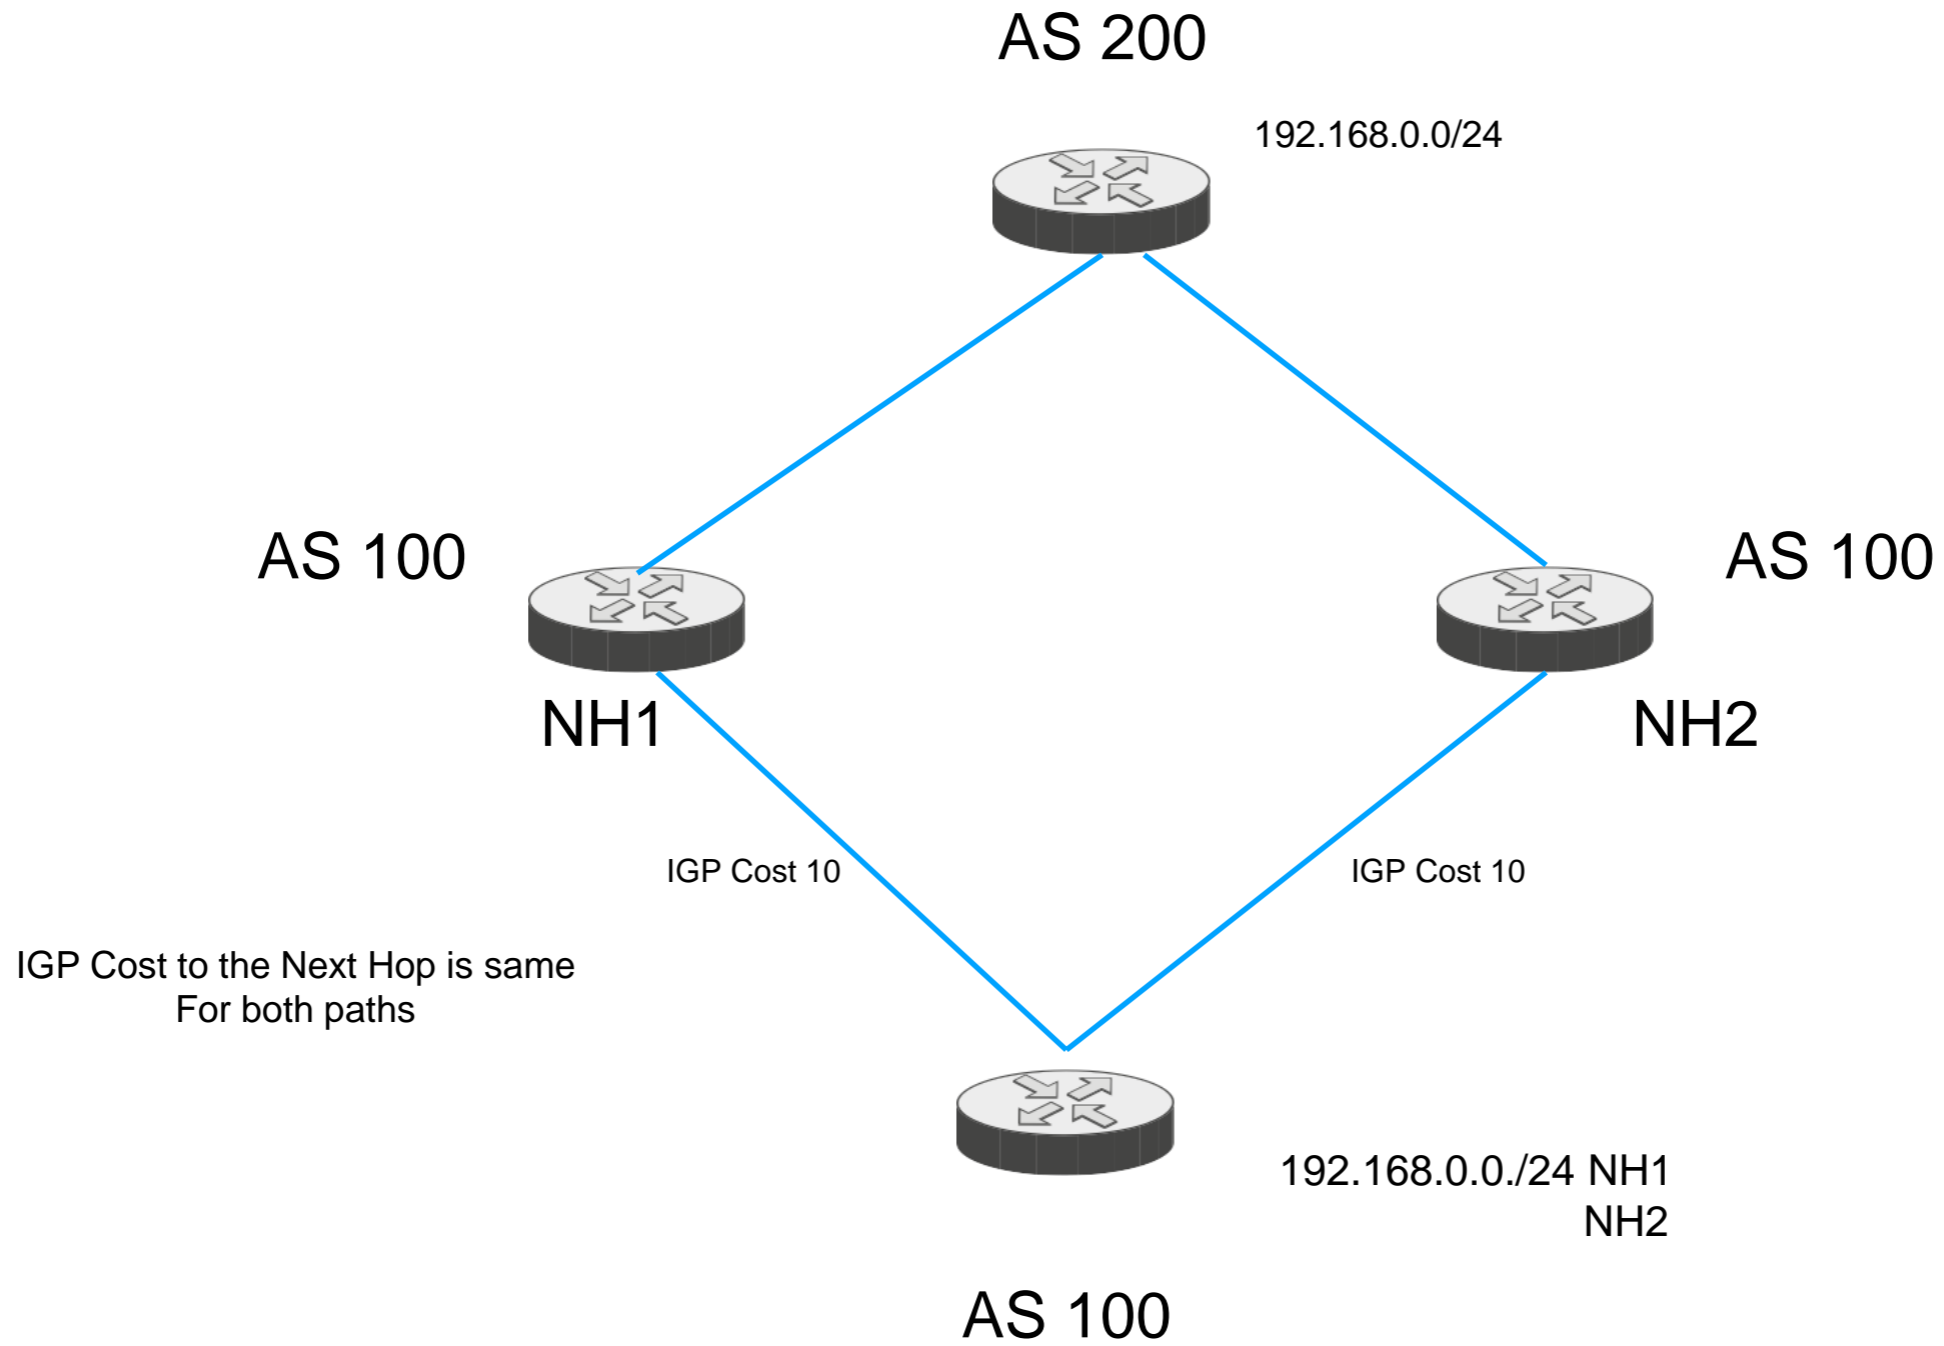 AS 200
192.168.0.0/24
AS 100
AS 100
NH1
NH2
IGP Cost 10
IGP Cost 10
IGP Cost to the Next Hop is same
For both paths
192.168.0.0./24 NH1
NH2
AS 100